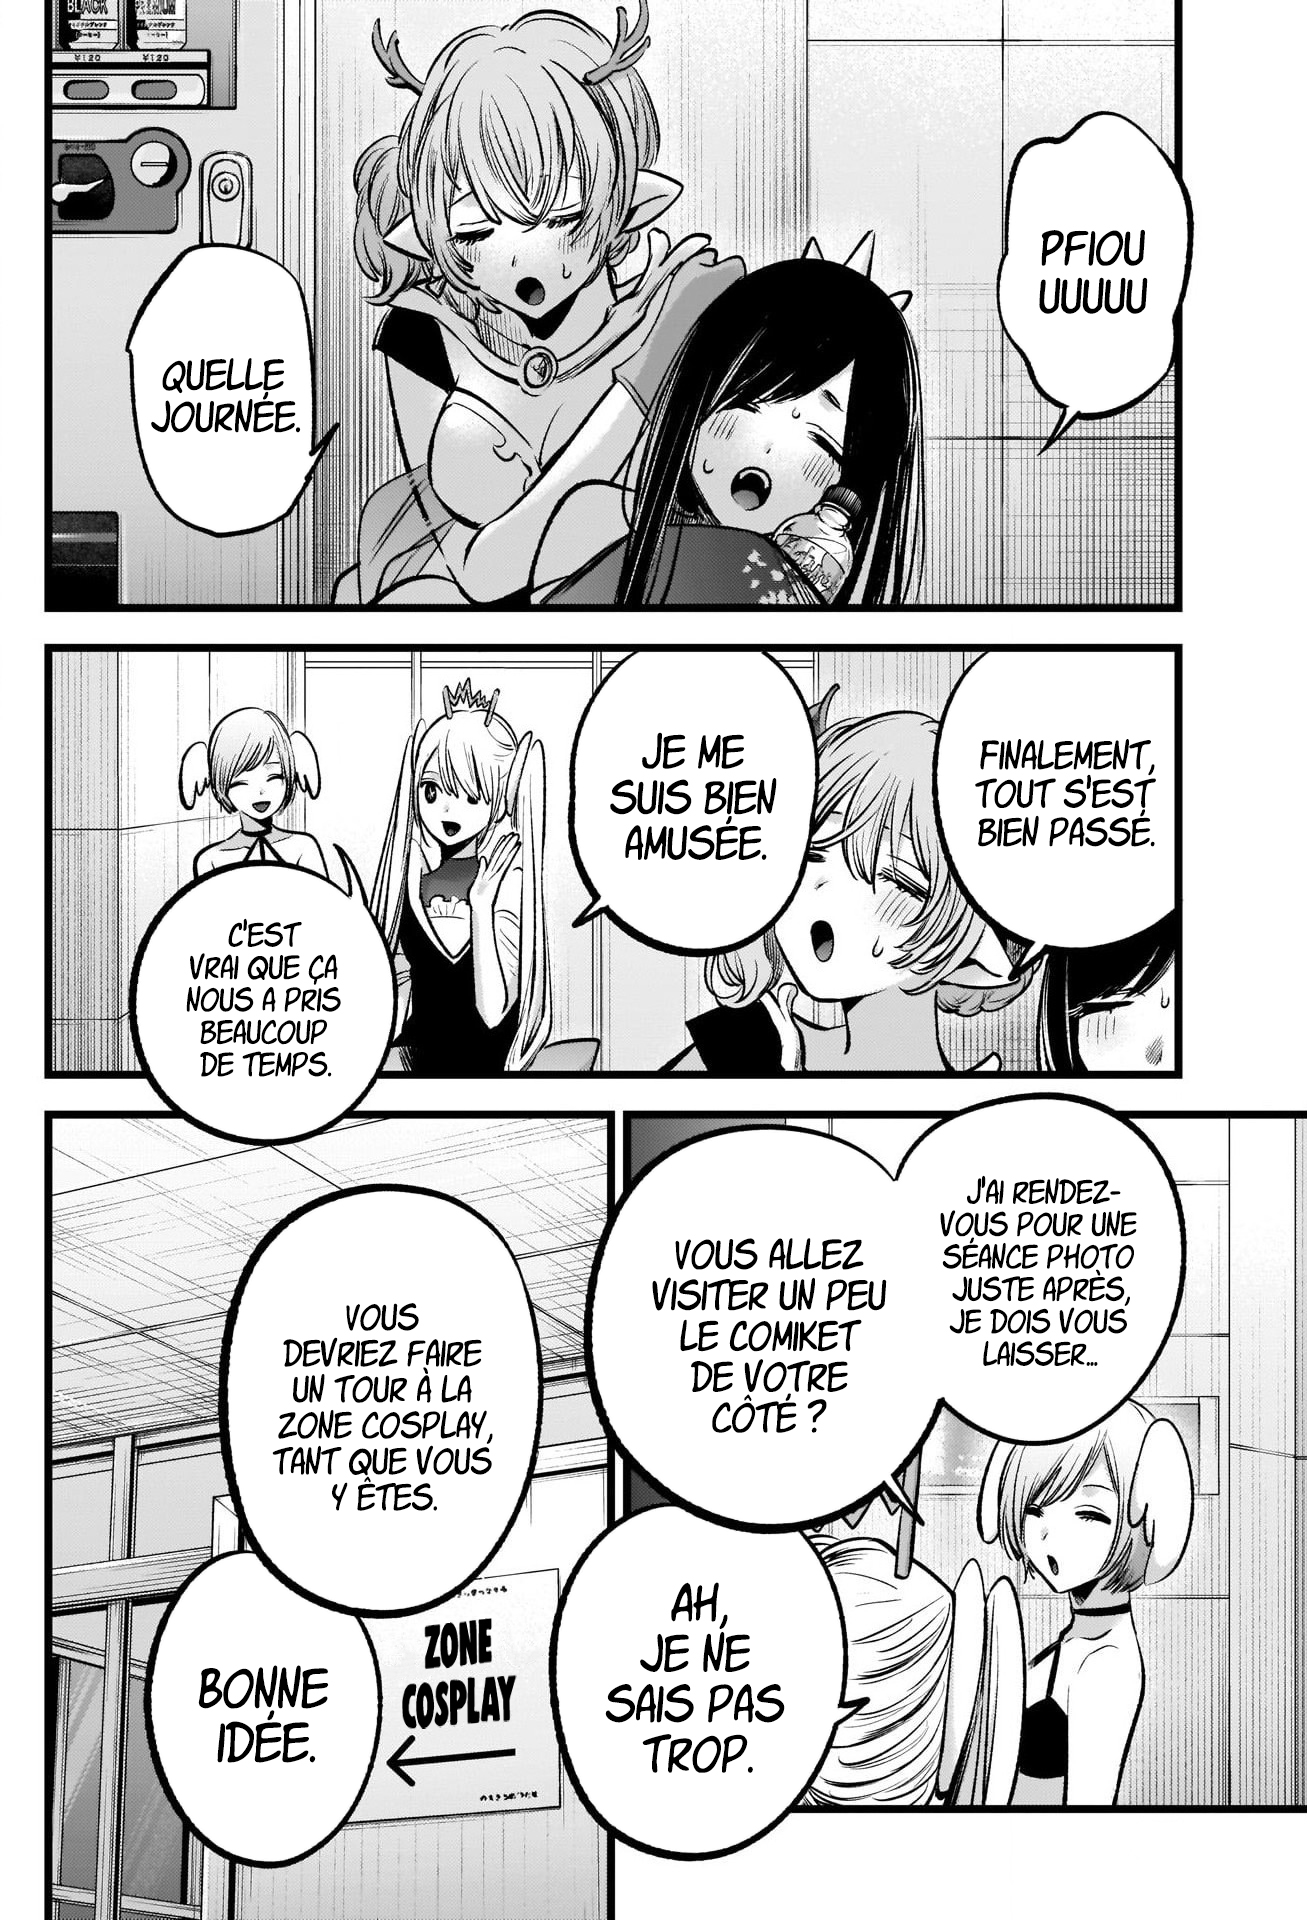 PFIOU
UUUUU
QUELLE
JOURNÉE.
BLACK
PREMIUM
¥120
¥120
FINALEMENT,
TOUT S'EST
BIEN PASSÉ.
JE ME
SUIS BIEN
AMUSÉE.
C'EST
VRAI QUE ÇA
NOUS A PRIS
BEAUCOUP
DE TEMPS.
J'AI RENDEZ-
VOUS POUR UNE
SÉANCE PHOTO
JUSTE APRÈS,
JE DOIS VOUS
LAISSER...
VOUS ALLEZ
VISITER UN PEU
LE COMIKET
DE VOTRE
CÔTÉ ?
AH,
JE NE
SAIS PAS
TROP.
VOUS
DEVRIEZ FAIRE
UN TOUR À LA
ZONE COSPLAY,
TANT QUE VOUS
Y ÊTES.
BONNE
IDÉE.
ZONE
COSPLAY